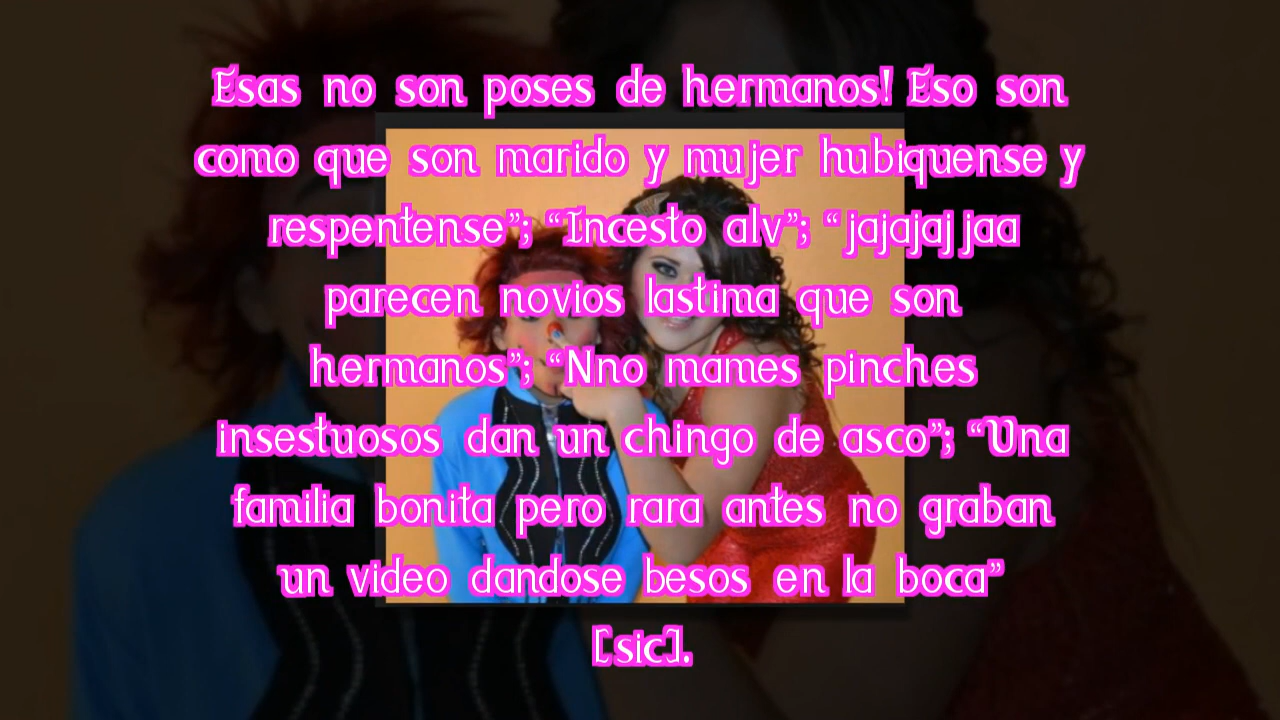 Esas no son poses de hermanos! Eso son
como que son marido y mujer hubiquense y
respentense”; “Incesto alv”; “jajajajjaa
parecen novios lastima que son
hermanos”; “Nno mames pinches
insestuosos dan un chingo de asco”; “Una
familia bonita pero rara antes no graban
un video dandose besos en la boca”
[sic].